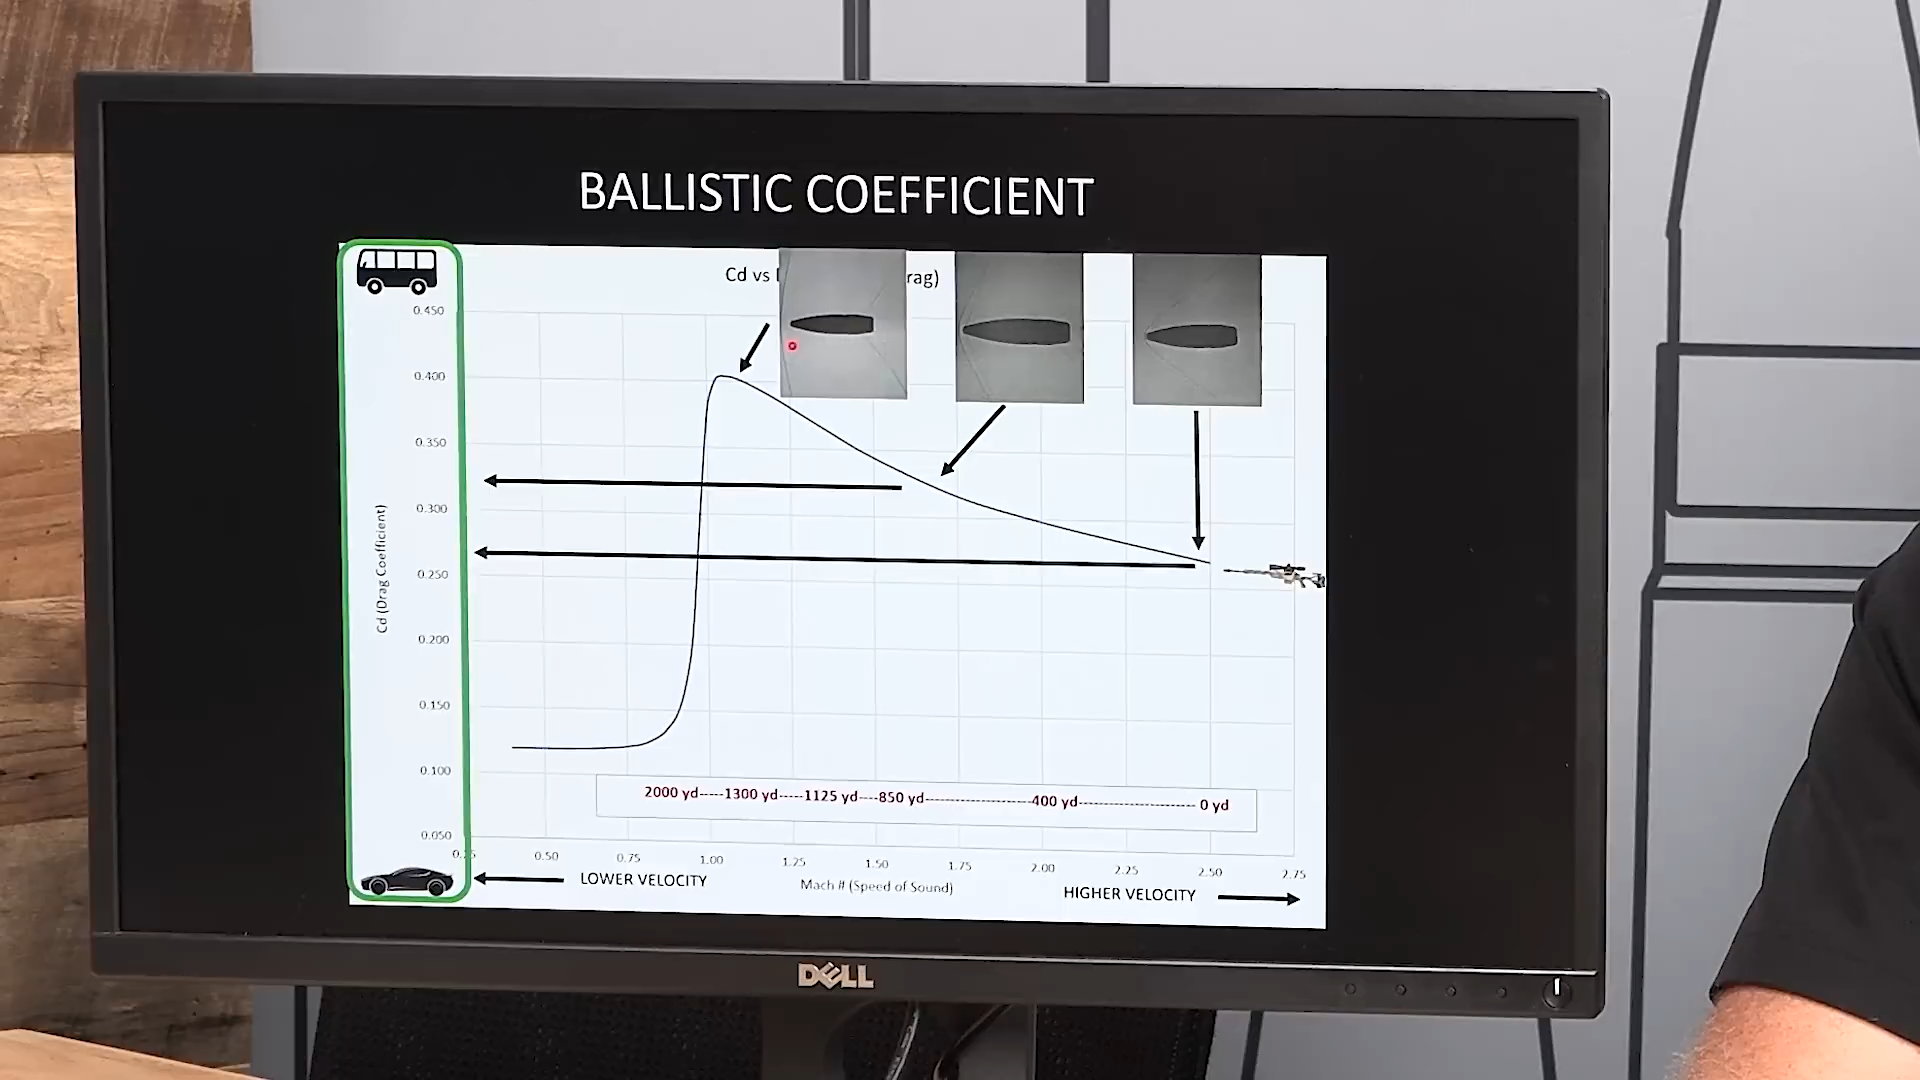 BALLISTIC COEFFICIENT
Cd vs
rag)
0.450
0.400
0.350
0.300
0.250
0.200
0.150
0.100
0.050
Cd (Drag Coefficient)
2000 yd-----1300 yd-----1125 yd----850 yd----------------------400 yd------------------------ 0 yd
0.50 0.75 1.00 1.25 1.50 1.75 2.00 2.25 2.50 2.75
LOWER VELOCITY
Mach # (Speed of Sound)
HIGHER VELOCITY
DELL